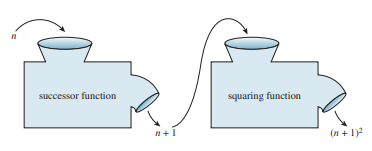 n
successor function
n + 1
squaring function
(n + 1)²